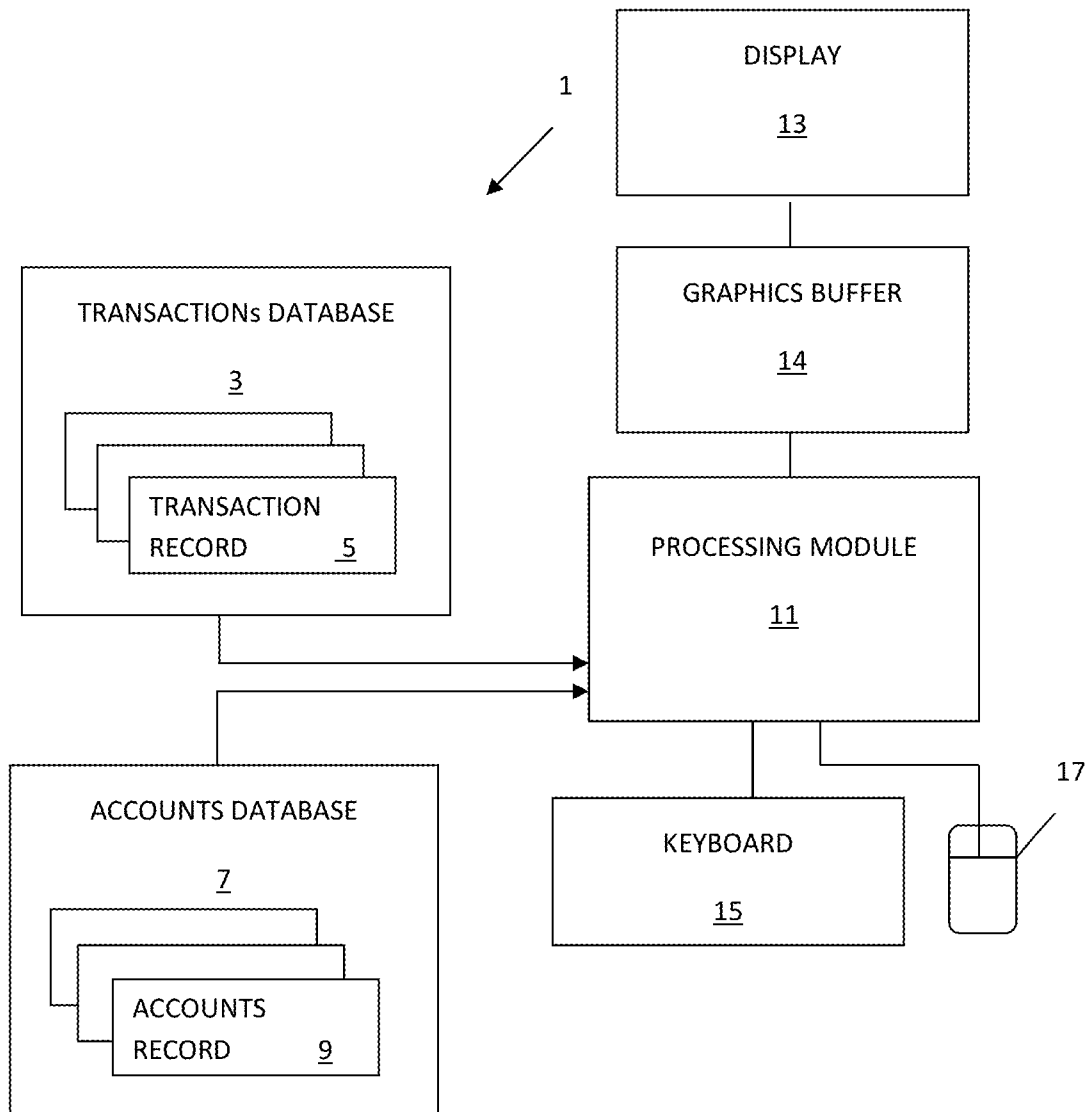 DISPLAY
13
1
GRAPHICS BUFFER
14
TRANSACTIONs DATABASE
3
TRANSACTION
RECORD 5
PROCESSING MODULE
11
ACCOUNTS DATABASE
7
ACCOUNTS
RECORD 9
KEYBOARD
15
17